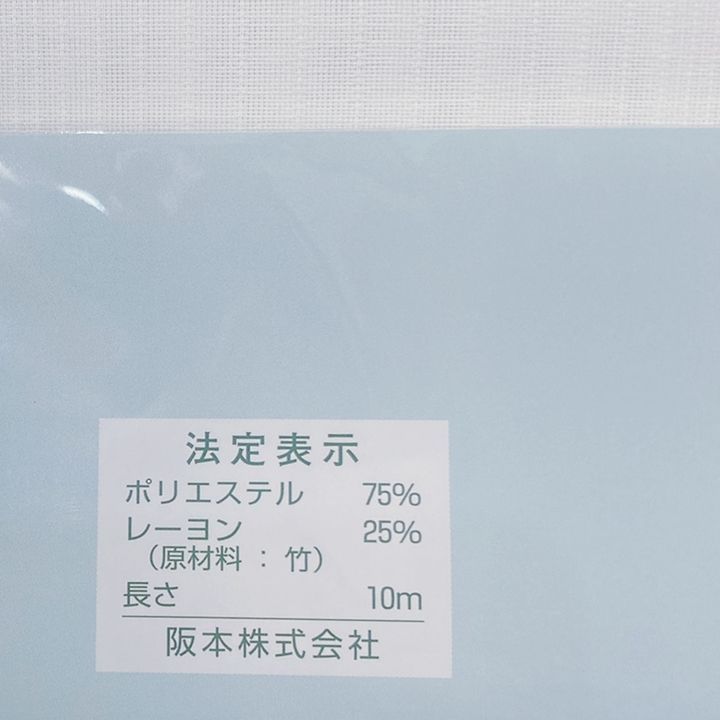 法定表示
ポリエステル 75%
レーヨン 25%
（原材料 : 竹）
長さ 10m
阪本株式会社